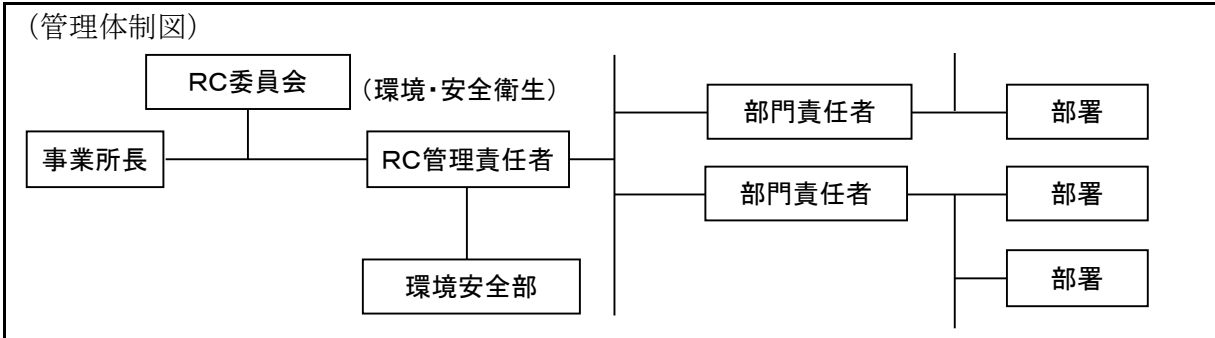 （管理体制図）
RC委員会
（環境・安全衛生）
事業所長
RC管理責任者
環境安全部
部門責任者
部署
部門責任者
部署
部署